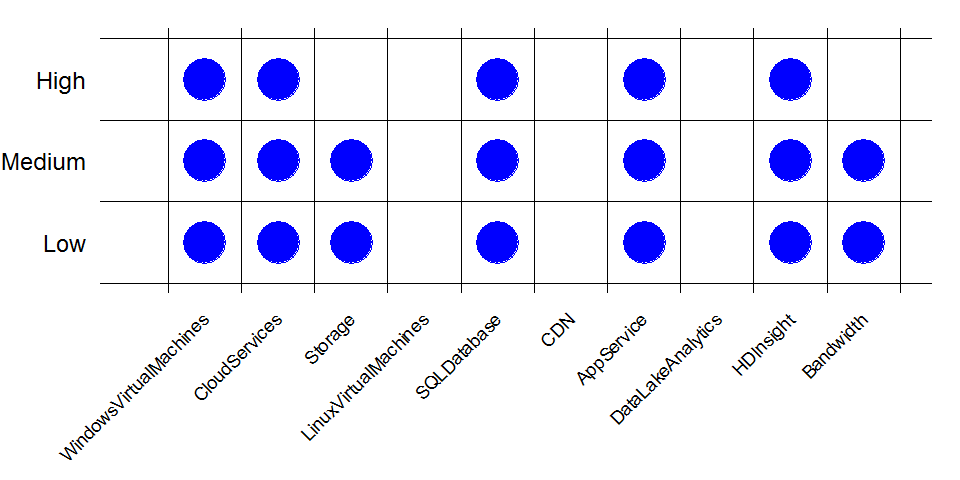 High
Medium
Low
WindowsVirtualMachines
CloudServices
Storage
LinuxVirtualMachines
SQLDatabase
CDN
AppService
DataLakeAnalytics
HDInsight
Bandwidth